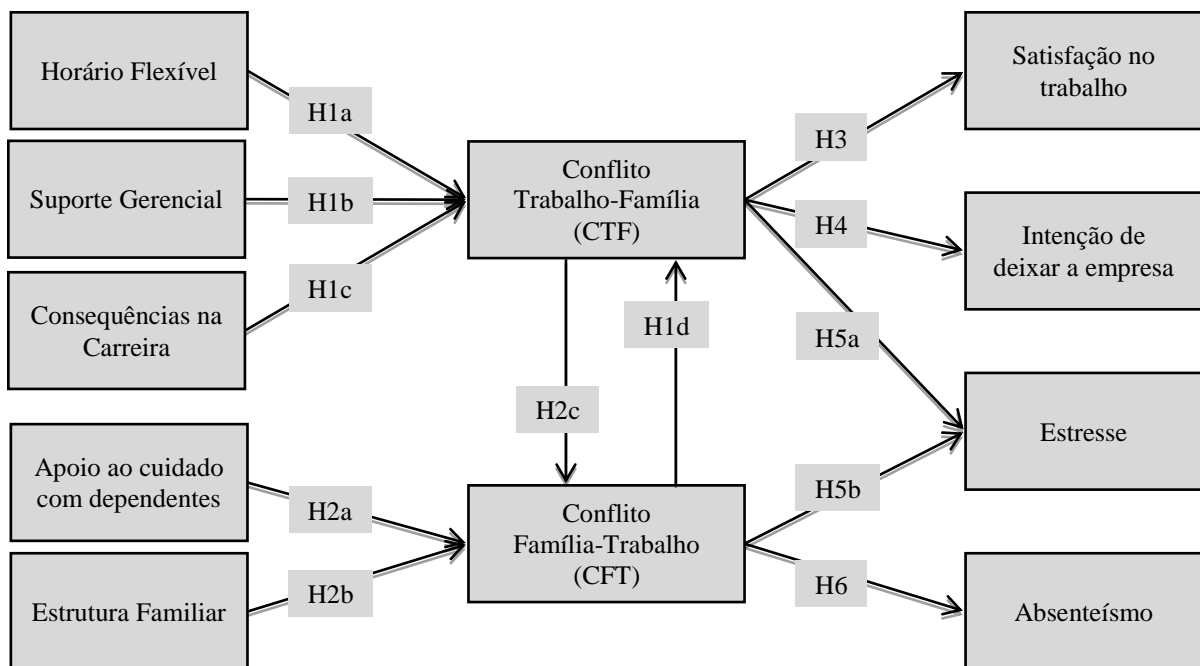 Horário Flexível
Suporte Gerencial
Consequências na
Carreira
Apoio ao cuidado
com dependentes
Estrutura Familiar
H1a
H1b
H1c
H2a
H2b
Conflito
Trabalho-Família
(CTF)
H2c
H1d
Conflito
Família-Trabalho
(CFT)
H3
H4
H5a
H5b
H6
Satisfação no
trabalho
Intenção de
deixar a empresa
Estresse
Absenteísmo